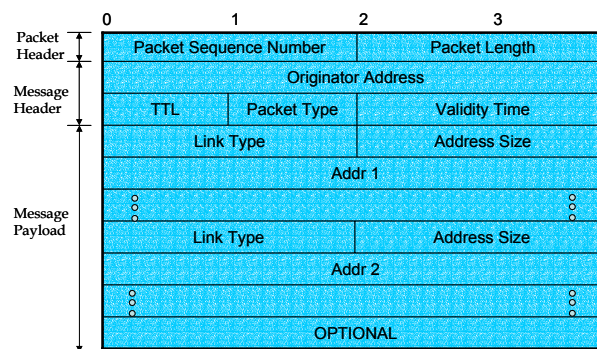 0 1 2 3
Packet Header
Packet Sequence Number Packet Length
Originator Address
Message Header
TTL Packet Type Validity Time
Link Type Address Size
Addr 1
Message Payload
Link Type Address Size
Addr 2
OPTIONAL